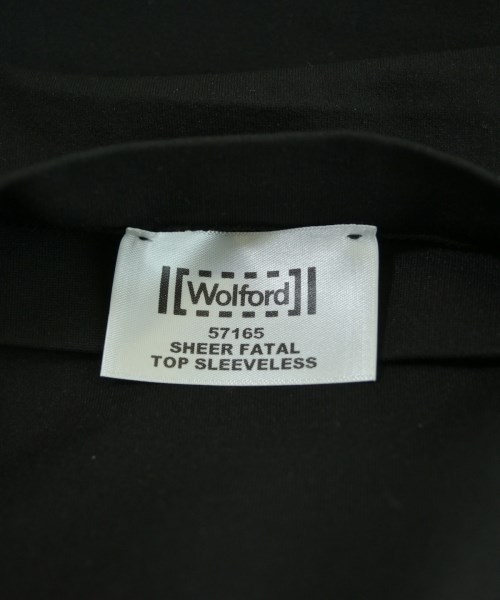 Wolford
57165
SHEER FATAL
TOP SLEEVELESS